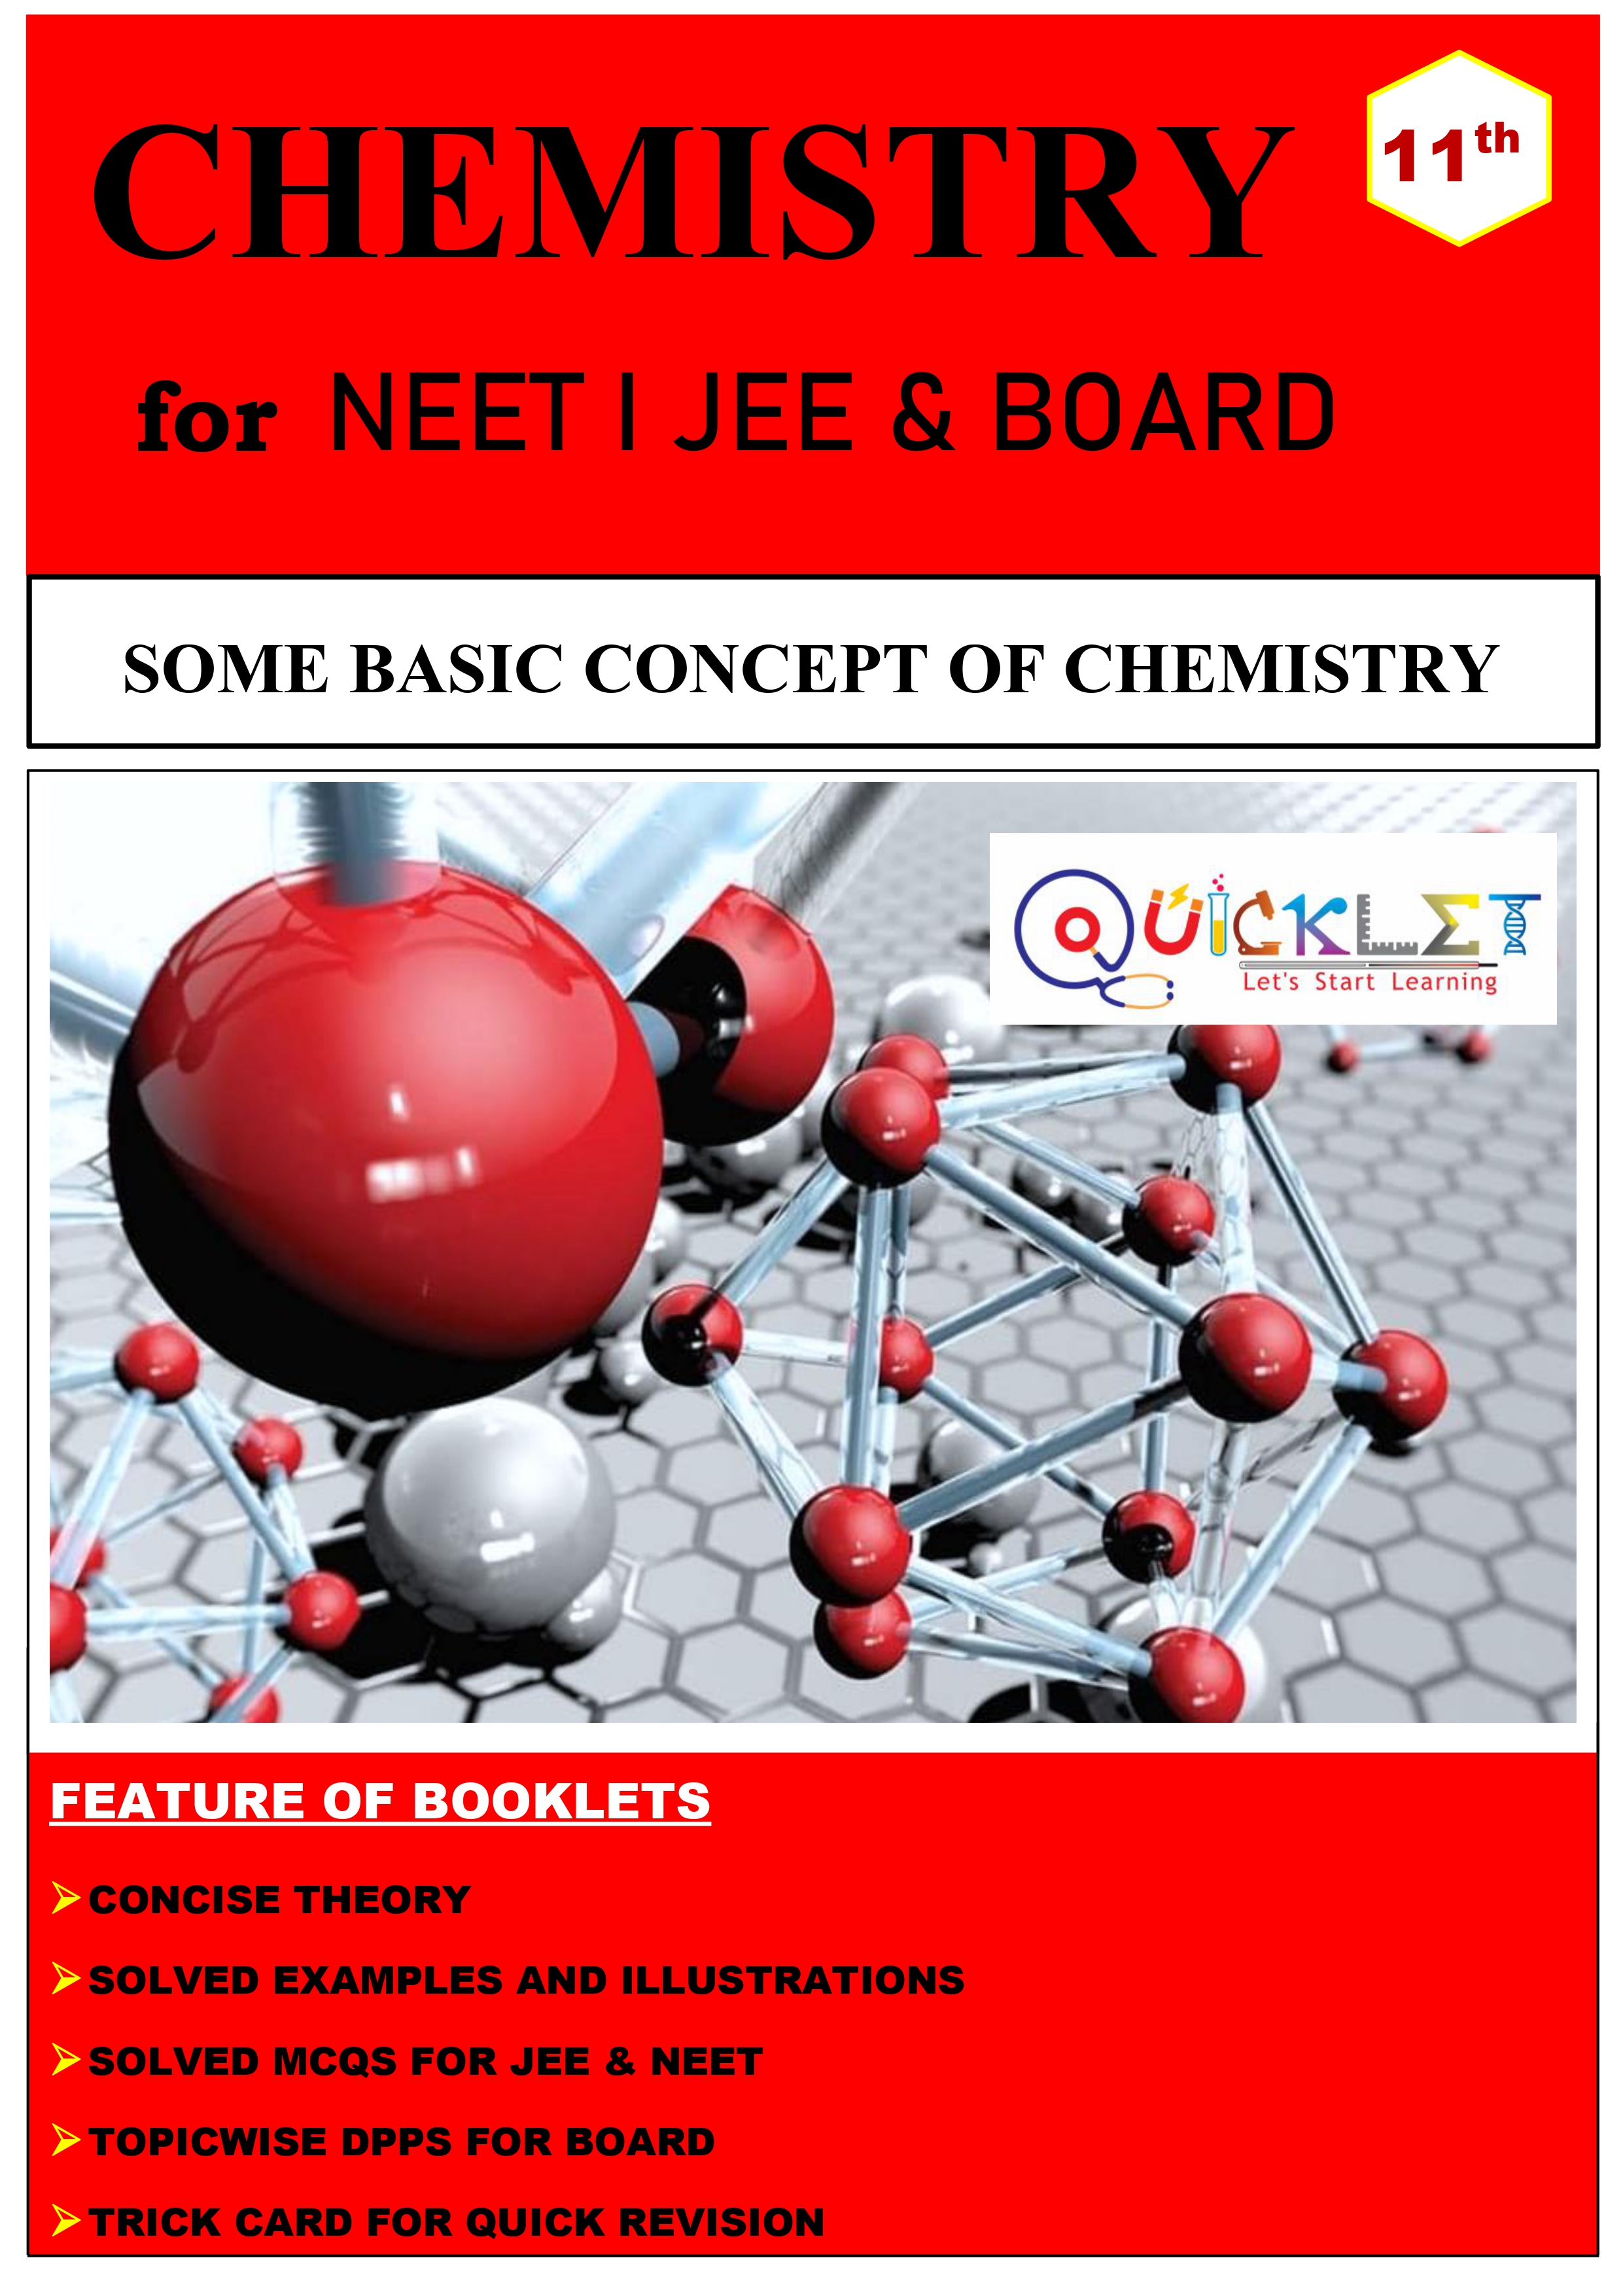 CHEMISTRY
11th
for NEET I JEE & BOARD
SOME BASIC CONCEPT OF CHEMISTRY
QUICKLET
Let's Start Learning
FEATURE OF BOOKLETS
CONCISE THEORY
SOLVED EXAMPLES AND ILLUSTRATIONS
SOLVED MCQS FOR JEE & NEET
TOPICWISE DPPS FOR BOARD
TRICK CARD FOR QUICK REVISION